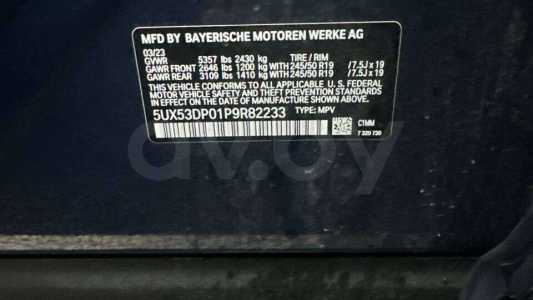 MFD BY BAYERISCHE MOTOREN WERKE AG
03/23
GVWR 5357 lbs 2430 kg TIRE / RIM
GAWR FRONT 2646 lbs 1200 kg WITH 245/50 R19 /7.5J x 19
GAWR REAR 3109 lbs 1410 kg WITH 245/50 R19 /7.5J x 19
THIS VEHICLE CONFORMS TO ALL APPLICABLE U. S. FEDERAL
MOTOR VEHICLE SAFETY AND THEFT PREVENTION STANDARDS
IN EFFECT ON THE DATE OF MANUFACTURE SHOWN ABOVE.
5UX53DP01P9R82233 TYPE: MPV
C1MM
7 320 730
av.by